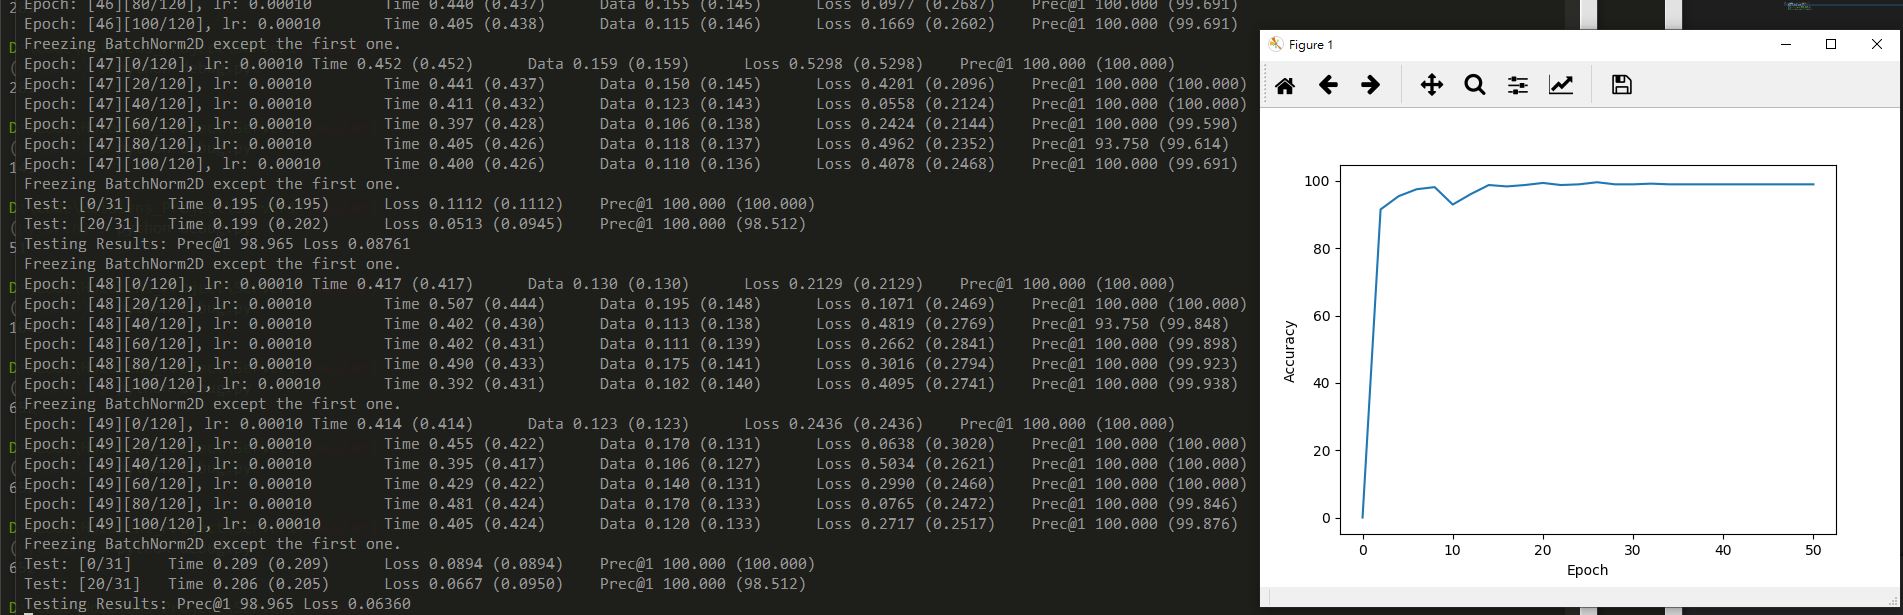 Epoch: [46][80/120], lr: 0.00010 Time 0.440 (0.437) Data 0.155 (0.145) Loss 0.0977 (0.2687) Prec@1 100.000 (99.691)
Epoch: [46][100/120], lr: 0.00010 Time 0.405 (0.438) Data 0.115 (0.146) Loss 0.1669 (0.2602) Prec@1 100.000 (99.691)
Freezing BatchNorm2D except the first one.
Epoch: [47][0/120], lr: 0.00010 Time 0.452 (0.452) Data 0.159 (0.159) Loss 0.5298 (0.5298) Prec@1 100.000 (100.000)
Epoch: [47][20/120], lr: 0.00010 Time 0.441 (0.437) Data 0.150 (0.145) Loss 0.4201 (0.2096) Prec@1 100.000 (100.000)
Epoch: [47][40/120], lr: 0.00010 Time 0.411 (0.432) Data 0.123 (0.143) Loss 0.0558 (0.2124) Prec@1 100.000 (100.000)
Epoch: [47][60/120], lr: 0.00010 Time 0.397 (0.428) Data 0.106 (0.138) Loss 0.2424 (0.2144) Prec@1 100.000 (99.590)
Epoch: [47][80/120], lr: 0.00010 Time 0.405 (0.426) Data 0.118 (0.137) Loss 0.4962 (0.2352) Prec@1 93.750 (99.614)
Epoch: [47][100/120], lr: 0.00010 Time 0.400 (0.426) Data 0.110 (0.136) Loss 0.4078 (0.2468) Prec@1 100.000 (99.691)
Freezing BatchNorm2D except the first one.
Test: [0/31] Time 0.195 (0.195) Loss 0.1112 (0.1112) Prec@1 100.000 (100.000)
Test: [20/31] Time 0.199 (0.202) Loss 0.0513 (0.0945) Prec@1 100.000 (98.512)
Testing Results: Prec@1 98.965 Loss 0.08761
Freezing BatchNorm2D except the first one.
Epoch: [48][0/120], lr: 0.00010 Time 0.417 (0.417) Data 0.130 (0.130) Loss 0.2129 (0.2129) Prec@1 100.000 (100.000)
Epoch: [48][20/120], lr: 0.00010 Time 0.507 (0.444) Data 0.195 (0.148) Loss 0.1071 (0.2469) Prec@1 100.000 (100.000)
Epoch: [48][40/120], lr: 0.00010 Time 0.402 (0.430) Data 0.113 (0.138) Loss 0.4819 (0.2769) Prec@1 93.750 (99.848)
Epoch: [48][60/120], lr: 0.00010 Time 0.402 (0.431) Data 0.111 (0.139) Loss 0.2662 (0.2841) Prec@1 100.000 (99.898)
Epoch: [48][80/120], lr: 0.00010 Time 0.490 (0.433) Data 0.175 (0.141) Loss 0.3016 (0.2794) Prec@1 100.000 (99.923)
Epoch: [48][100/120], lr: 0.00010 Time 0.392 (0.431) Data 0.102 (0.140) Loss 0.4095 (0.2741) Prec@1 100.000 (99.938)
Freezing BatchNorm2D except the first one.
Epoch: [49][0/120], lr: 0.00010 Time 0.414 (0.414) Data 0.123 (0.123) Loss 0.2436 (0.2436) Prec@1 100.000 (100.000)
Epoch: [49][20/120], lr: 0.00010 Time 0.455 (0.422) Data 0.170 (0.131) Loss 0.0638 (0.3020) Prec@1 100.000 (100.000)
Epoch: [49][40/120], lr: 0.00010 Time 0.395 (0.417) Data 0.106 (0.127) Loss 0.5034 (0.2621) Prec@1 100.000 (100.000)
Epoch: [49][60/120], lr: 0.00010 Time 0.429 (0.422) Data 0.140 (0.131) Loss 0.2990 (0.2460) Prec@1 100.000 (100.000)
Epoch: [49][80/120], lr: 0.00010 Time 0.481 (0.424) Data 0.170 (0.133) Loss 0.0765 (0.2472) Prec@1 100.000 (99.846)
Epoch: [49][100/120], lr: 0.00010 Time 0.405 (0.424) Data 0.120 (0.133) Loss 0.2717 (0.2517) Prec@1 100.000 (99.876)
Freezing BatchNorm2D except the first one.
Test: [0/31] Time 0.209 (0.209) Loss 0.0894 (0.0894) Prec@1 100.000 (100.000)
Test: [20/31] Time 0.206 (0.205) Loss 0.0667 (0.0950) Prec@1 100.000 (98.512)
Testing Results: Prec@1 98.965 Loss 0.06360
Figure 1
100
80
60
40
20
0
Accuracy
0 10 20 30 40 50
Epoch